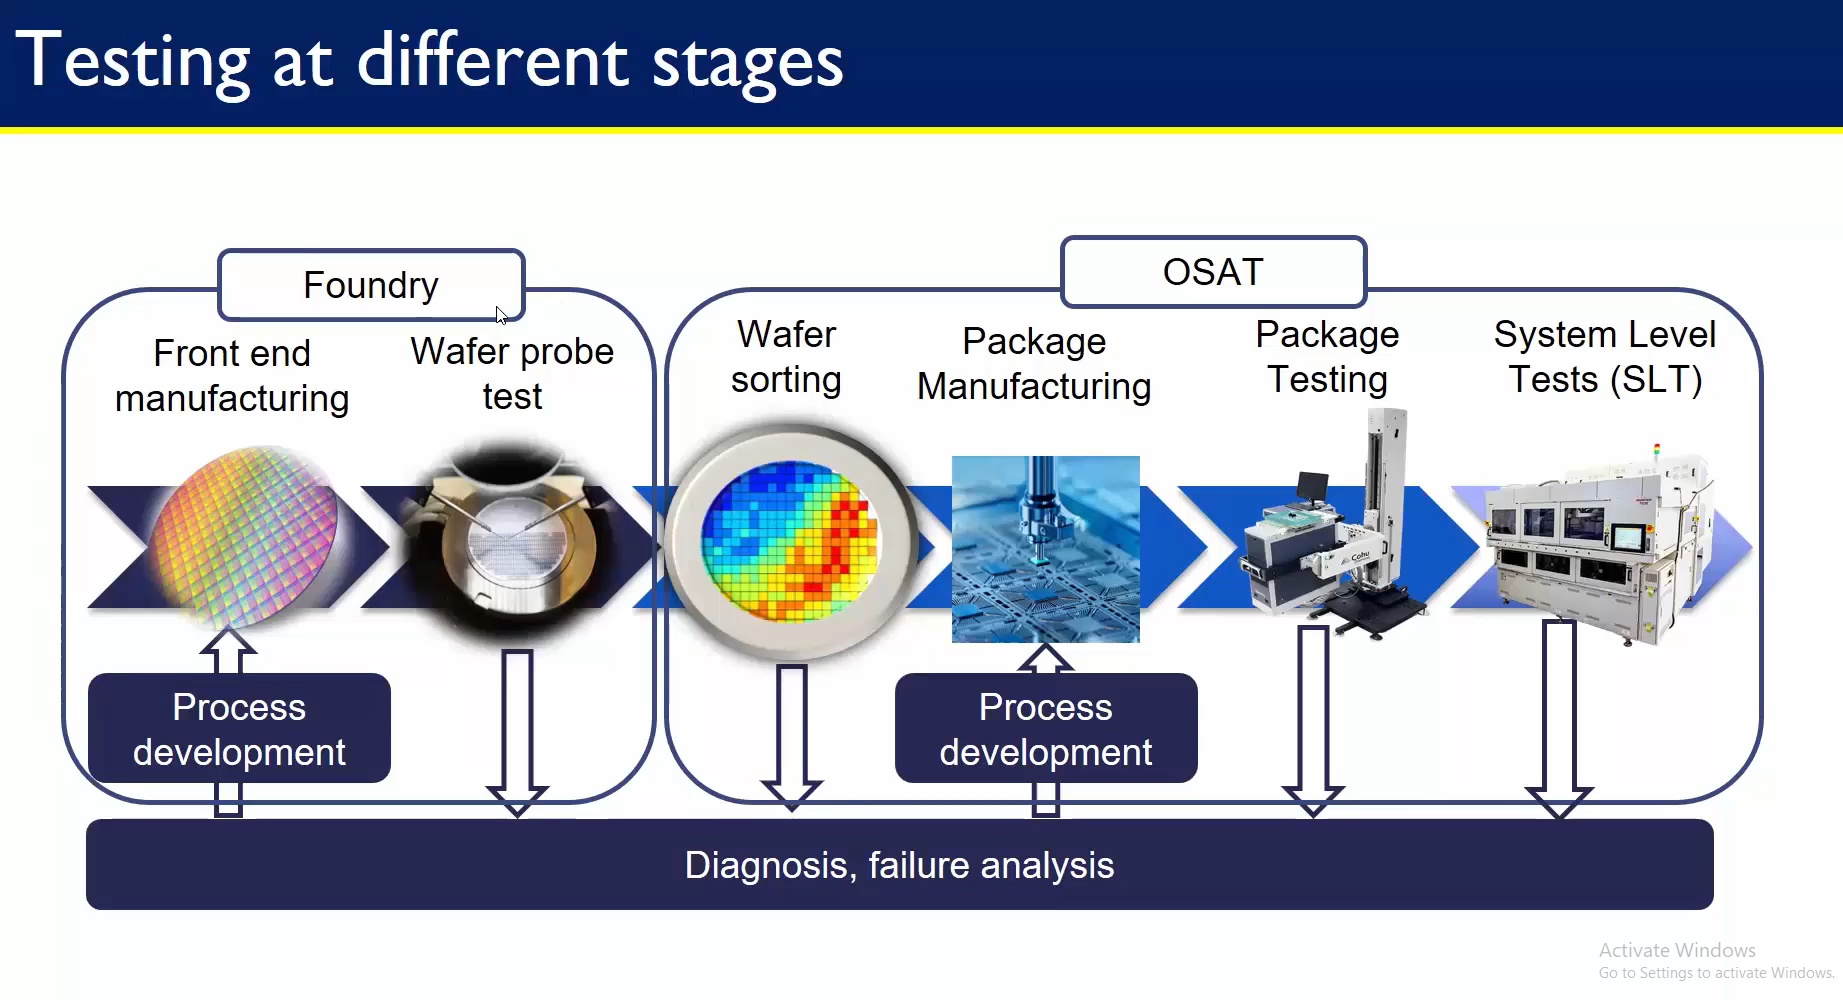 Testing at different stages
Foundry
OSAT
Front end
manufacturing
Wafer probe
test
Wafer
sorting
Package
Manufacturing
Package
Testing
System Level
Tests (SLT)
Cohu
Process
development
Process
development
Diagnosis, failure analysis
Activate Windows
Go to Settings to activate Windows.